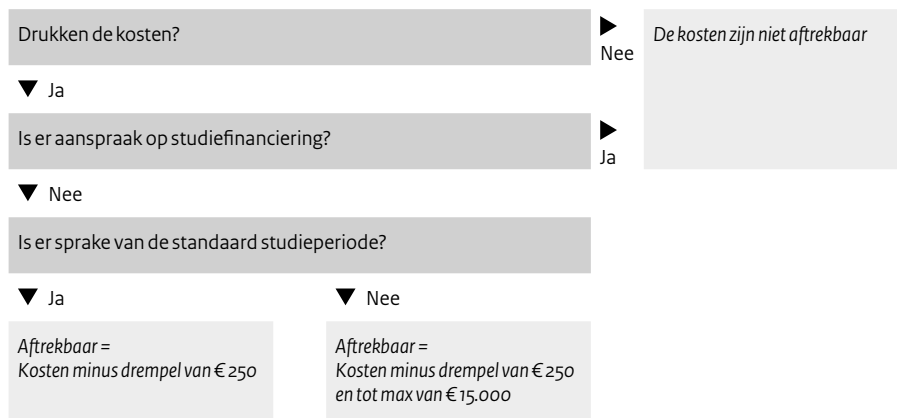 Drukken de kosten?
Nee
De kosten zijn niet aftrekbaar
Ja
Is er aanspraak op studiefinanciering?
Ja
Nee
Is er sprake van de standaard studieperiode?
Ja
Nee
Aftrekbaar =
Kosten minus drempel van € 250
Aftrekbaar =
Kosten minus drempel van € 250
en tot max van € 15.000